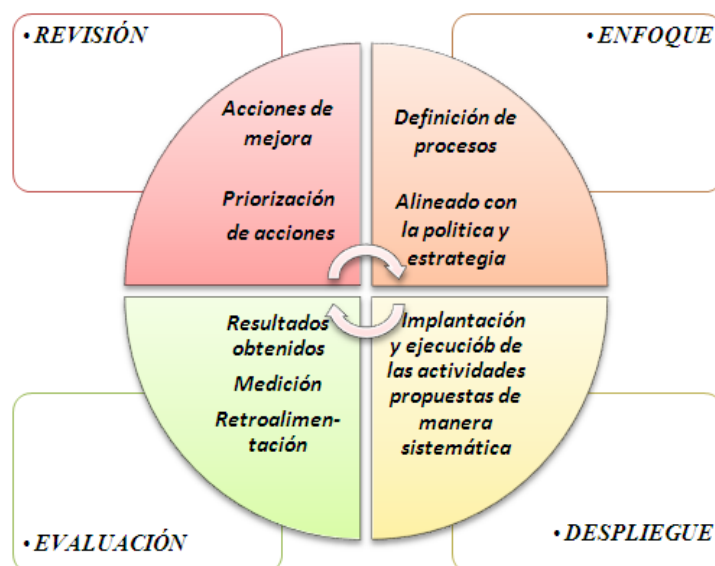 • REVISIÓN
• ENFOQUE
Acciones de
mejora
Priorización
de acciones
Definición de
procesos
Alineado con
la politica y
estrategia
Resultados
obtenidos
Medición
Retroalimen-
tación
Implantación
y ejecuciób de
las actividades
propuestas de
manera
sistemática
• EVALUACIÓN
• DESPLIEGUE